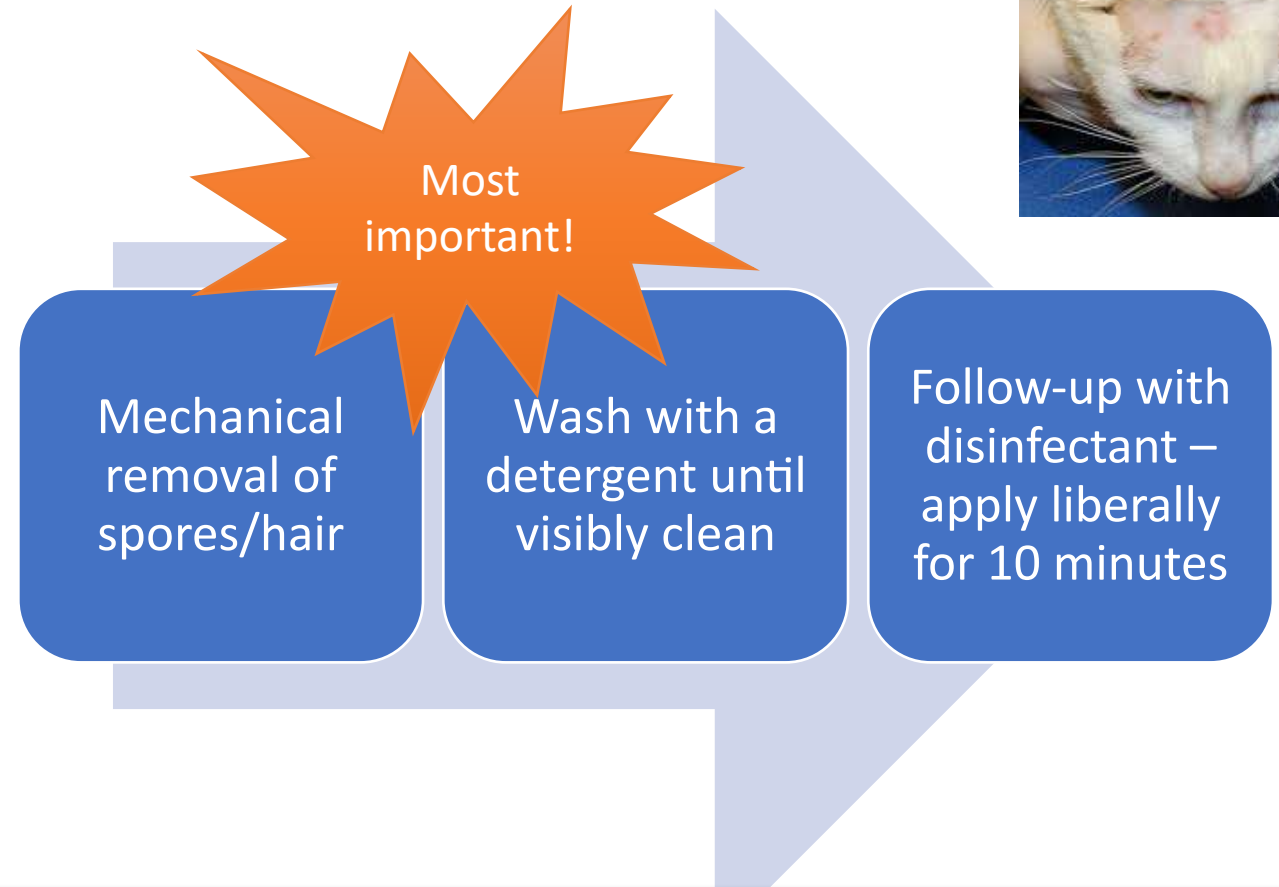 Most
important!
Mechanical
removal of
spores/hair
Wash with a
detergent until
visibly clean
Follow-up with
disinfectant –
apply liberally
for 10 minutes